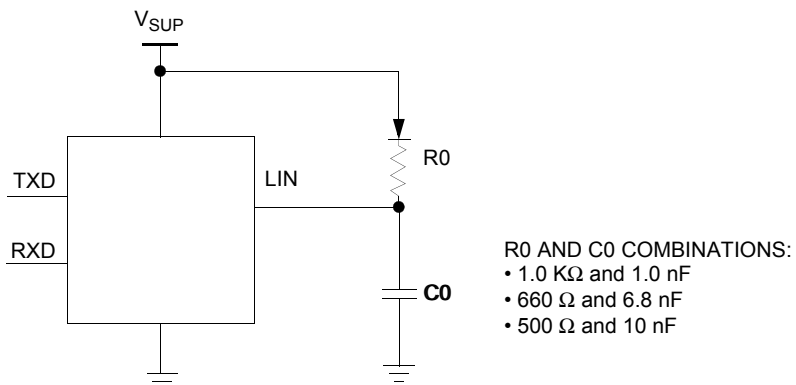 VSUP
TXD
LIN
R0
RXD
C0
R0 AND C0 COMBINATIONS:
• 1.0 KΩ and 1.0 nF
• 660 Ω and 6.8 nF
• 500 Ω and 10 nF